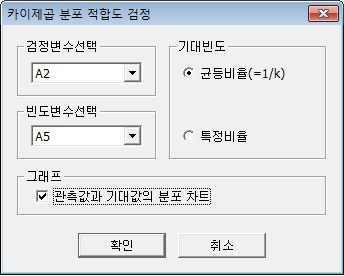 카이제곱 분포 적합도 검정
검정변수선택
A2
기대빈도
균등비율(=1/k)
빈도변수선택
A5
특정비율
그래프
관측값과 기대값의 분포 차트
확인
취소